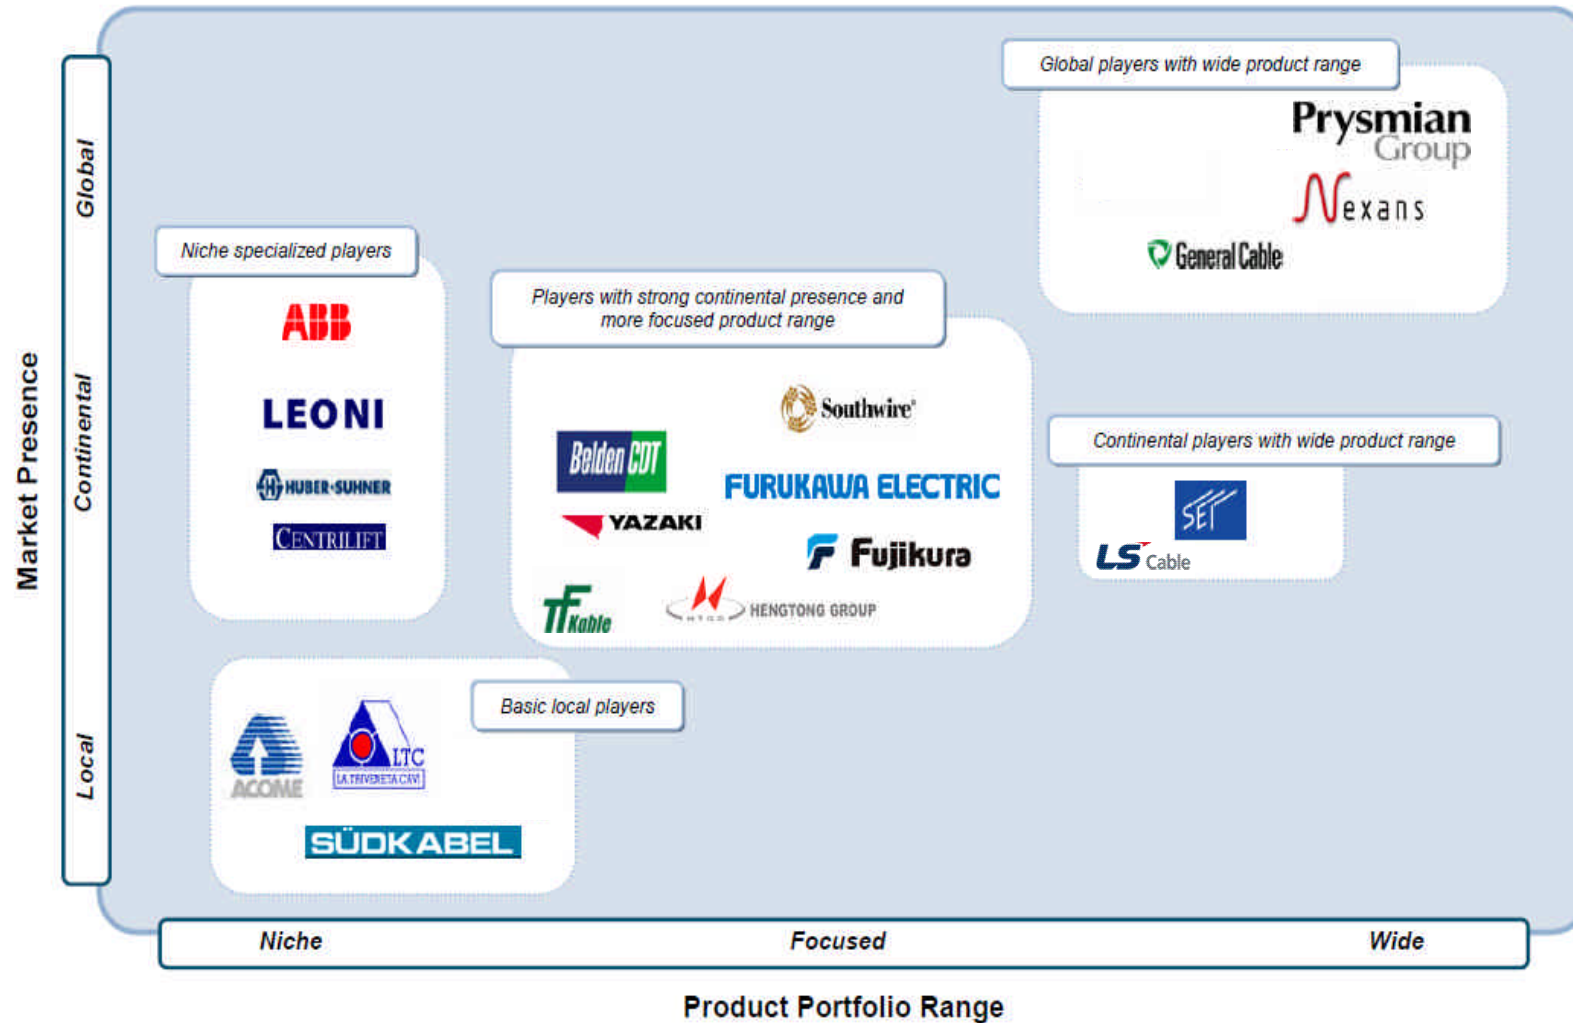 Global players with wide product range
Prysmian
Group
Nexans
General Cable
Niche specialized players
ABB
LEONI
HUBER+SUHNER
CENTRILIFT
Players with strong continental presence and
more focused product range
Southwire®
Belden CDT
FURUKAWA ELECTRIC
YAZAKI
Fujikura
TF Kable
HTGD
HENGTONG GROUP
Continental players with wide product range
SEI
LS Cable
Basic local players
ACOME
LTC
LA TRIVENETA CAVI
SÜDKABEL
Market Presence
Global
Continental
Local
Niche
Focused
Wide
Product Portfolio Range